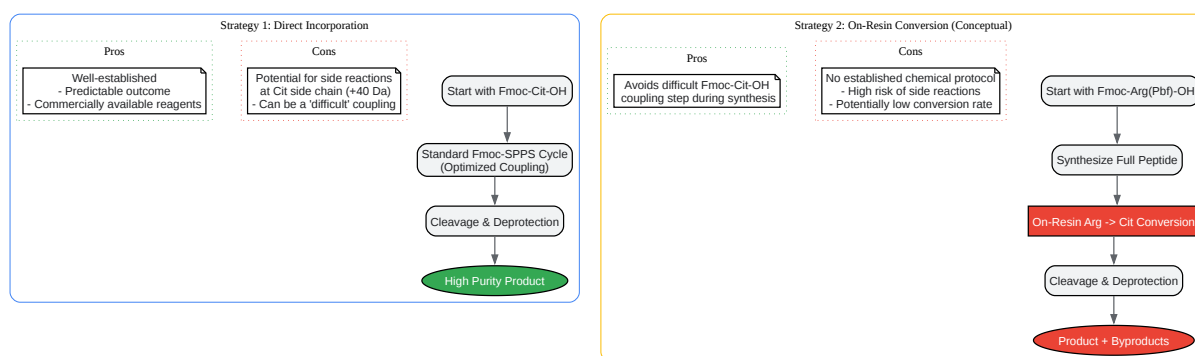 Strategy 1: Direct Incorporation
Pros
Well-established
- Predictable outcome
- Commercially available reagents
Cons
Potential for side reactions
at Cit side chain (+40 Da)
- Can be a 'difficult' coupling
Start with Fmoc-Cit-OH
Standard Fmoc-SPPS Cycle
(Optimized Coupling)
Cleavage & Deprotection
High Purity Product
Strategy 2: On-Resin Conversion (Conceptual)
Pros
Avoids difficult Fmoc-Cit-OH
coupling step during synthesis
Cons
No established chemical protocol
- High risk of side reactions
- Potentially low conversion rate
Start with Fmoc-Arg(Pbf)-OH
Synthesize Full Peptide
On-Resin Arg -> Cit Conversion
Cleavage & Deprotection
Product + Byproducts